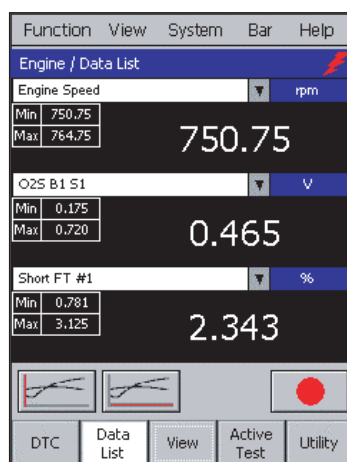 Function View System Bar Help
Engine / Data List
Engine Speed rpm
Min 750.75
Max 764.75
750.75
O2S B1 S1 V
Min 0.175
Max 0.720
0.465
Short FT #1 %
Min 0.781
Max 3.125
2.343
DTC Data List View Active Test Utility